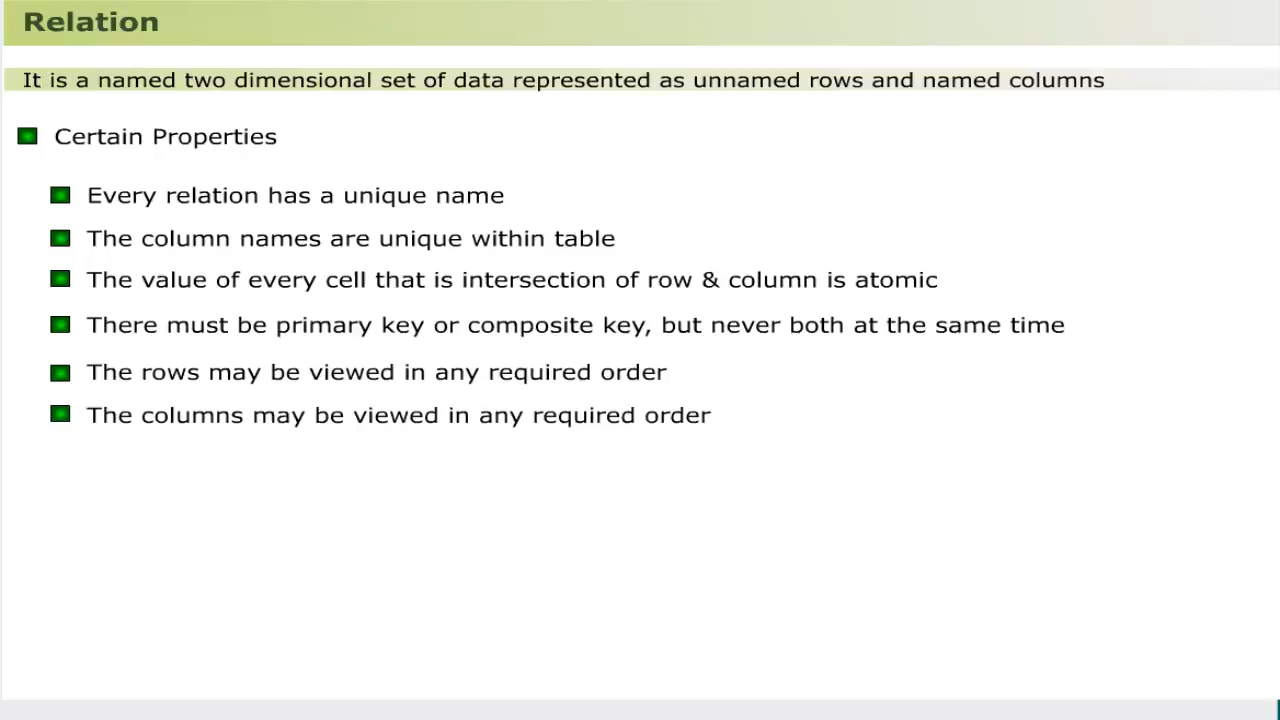 Relation
It is a named two dimensional set of data represented as unnamed rows and named columns
Certain Properties
Every relation has a unique name
The column names are unique within table
The value of every cell that is intersection of row & column is atomic
There must be primary key or composite key, but never both at the same time
The rows may be viewed in any required order
The columns may be viewed in any required order